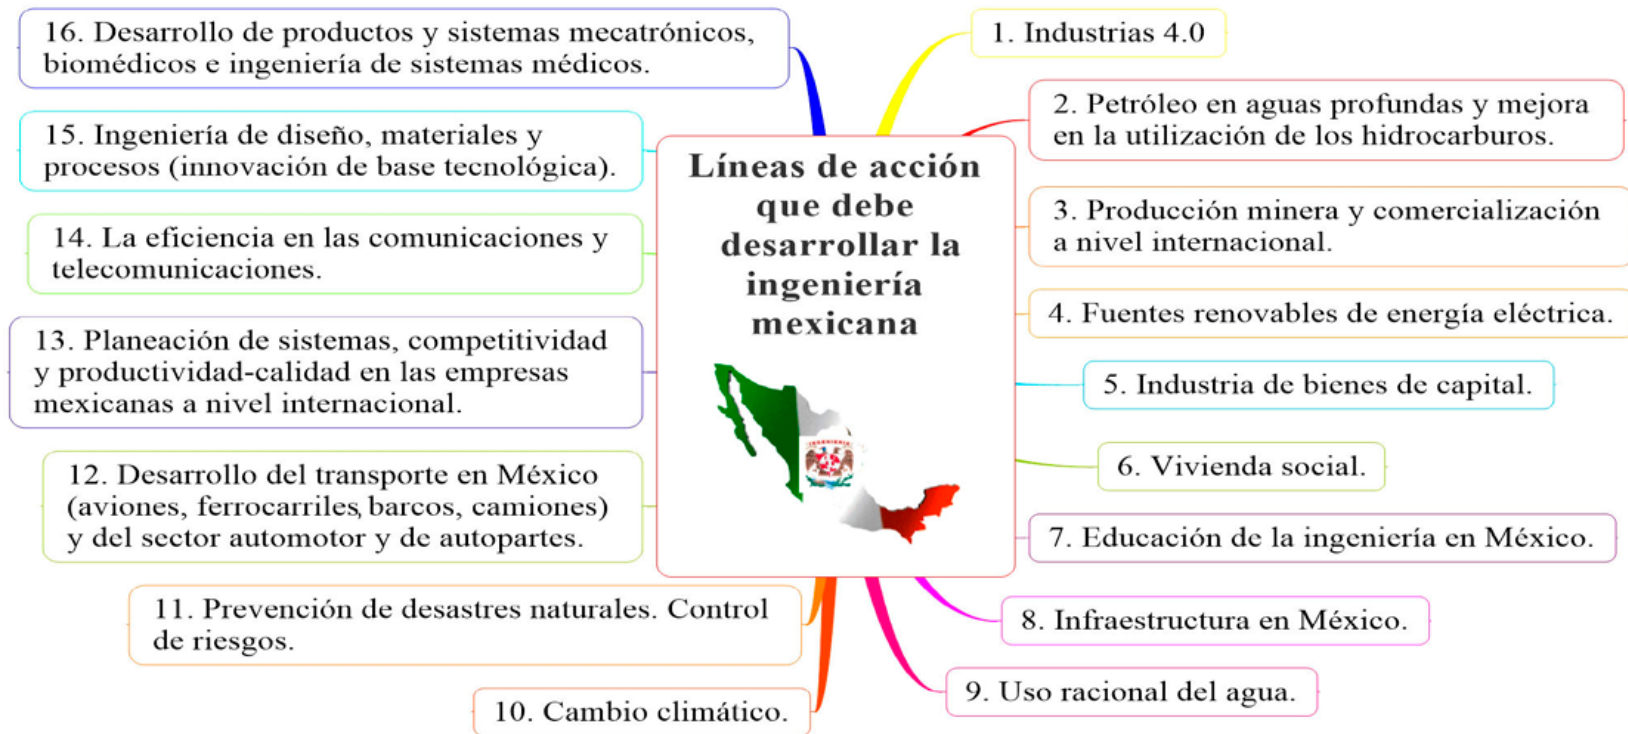 Líneas de acción
que debe
desarrollar la
ingeniería
mexicana
1. Industrias 4.0
2. Petróleo en aguas profundas y mejora
en la utilización de los hidrocarburos.
3. Producción minera y comercialización
a nivel internacional.
4. Fuentes renovables de energía eléctrica.
5. Industria de bienes de capital.
6. Vivienda social.
7. Educación de la ingeniería en México.
8. Infraestructura en México.
9. Uso racional del agua.
10. Cambio climático.
11. Prevención de desastres naturales. Control
de riesgos.
12. Desarrollo del transporte en México
(aviones, ferrocarriles, barcos, camiones)
y del sector automotor y de autopartes.
13. Planeación de sistemas, competitividad
y productividad-calidad en las empresas
mexicanas a nivel internacional.
14. La eficiencia en las comunicaciones y
telecomunicaciones.
15. Ingeniería de diseño, materiales y
procesos (innovación de base tecnológica).
16. Desarrollo de productos y sistemas mecatrónicos,
biomédicos e ingeniería de sistemas médicos.
INGENIERIA